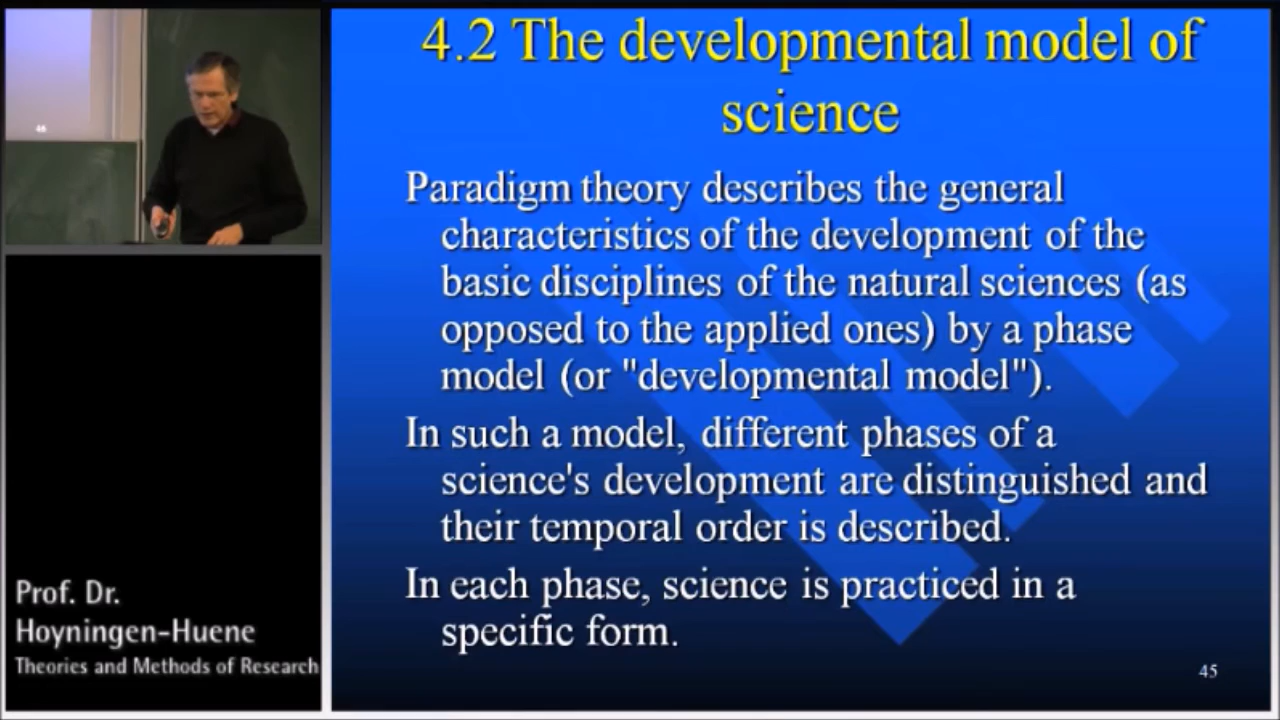 4.2 The developmental model of
science
Paradigm theory describes the general
characteristics of the development of the
basic disciplines of the natural sciences (as
opposed to the applied ones) by a phase
model (or "developmental model").
In such a model, different phases of a
science's development are distinguished and
their temporal order is described.
In each phase, science is practiced in a
specific form.
45
46
Prof. Dr.
Hoyningen-Huene
Theories and Methods of Research